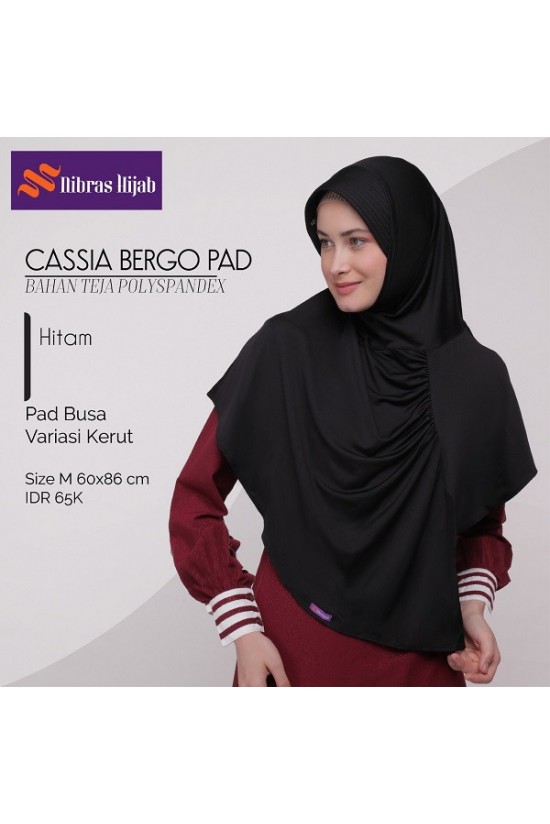 Nibras Hijab
CASSIA BERGO PAD
BAHAN TEJA POLYSPANDEX
Hitam
Pad Busa
Variasi Kerut
Size M 60x86 cm
IDR 65K